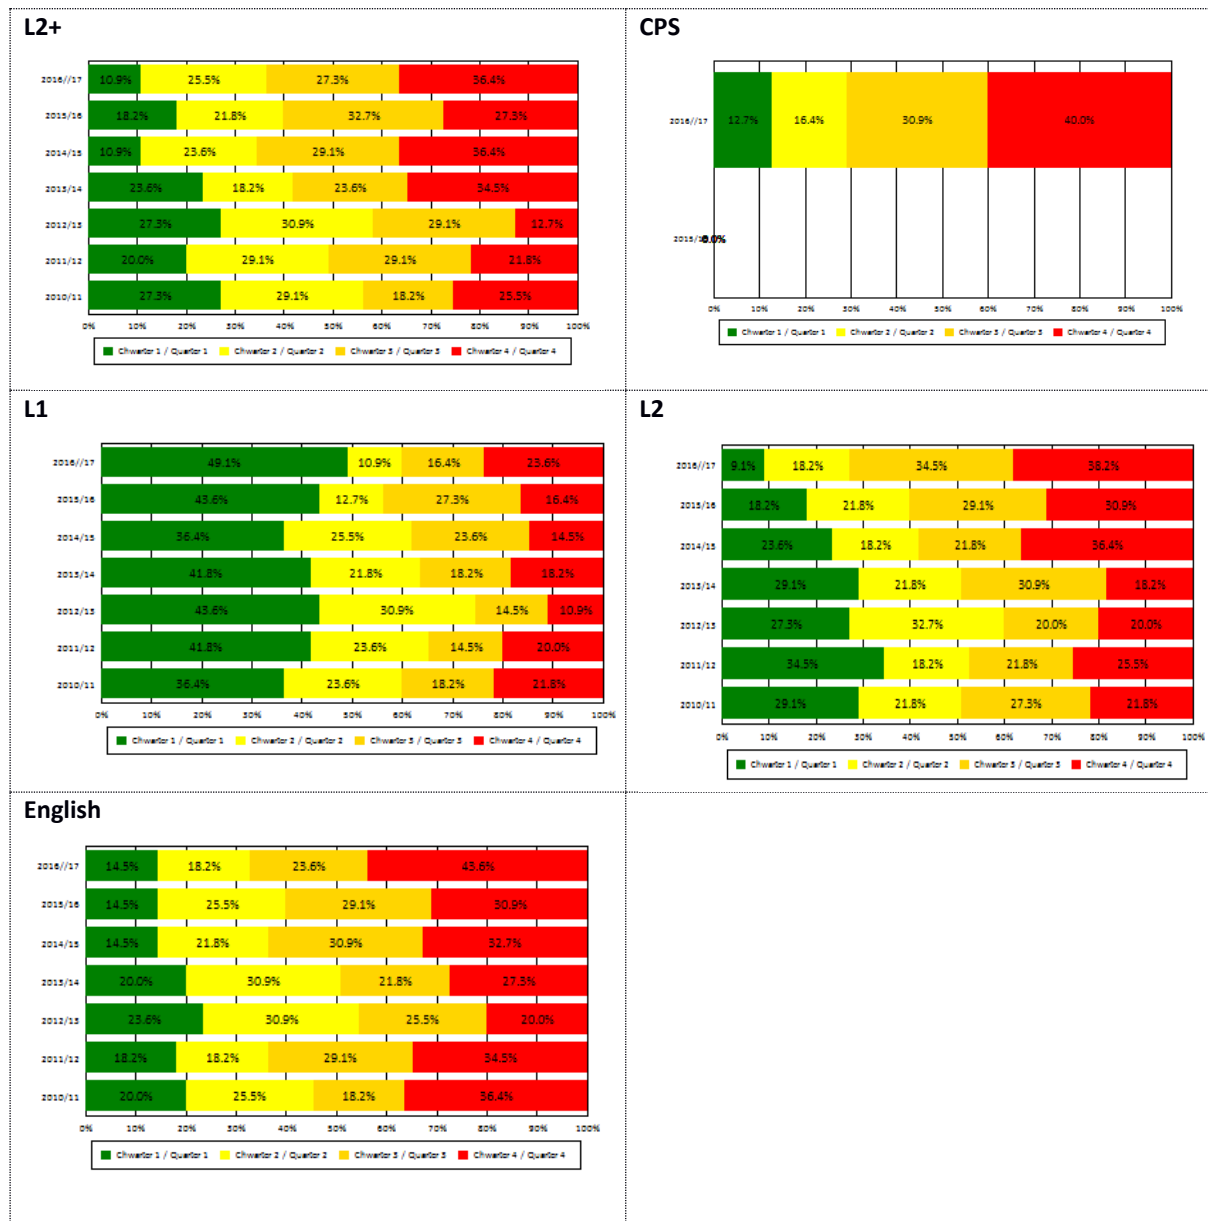 L2+
2016//17 10.9% 25.5% 27.3% 36.4%
2015/16 18.2% 21.8% 32.7% 27.3%
2014/15 10.9% 23.6% 29.1% 36.4%
2013/14 23.6% 18.2% 23.6% 34.5%
2012/13 27.3% 30.9% 29.1% 12.7%
2011/12 20.0% 29.1% 29.1% 21.8%
2010/11 27.3% 29.1% 18.2% 25.5%
0% 10% 20% 30% 40% 50% 60% 70% 80% 90% 100%
Chwarter 1 / Quarter 1 Chwarter 2 / Quarter 2 Chwarter 3 / Quarter 3 Chwarter 4 / Quarter 4
CPS
2016//17 12.7% 16.4% 30.9% 40.0%
0% 10% 20% 30% 40% 50% 60% 70% 80% 90% 100%
Chwarter 1 / Quarter 1 Chwarter 2 / Quarter 2 Chwarter 3 / Quarter 3 Chwarter 4 / Quarter 4
L1
2016//17 49.1% 10.9% 16.4% 23.6%
2015/16 43.6% 12.7% 27.3% 16.4%
2014/15 36.4% 25.5% 23.6% 14.5%
2013/14 41.8% 21.8% 18.2% 18.2%
2012/13 43.6% 30.9% 14.5% 10.9%
2011/12 41.8% 23.6% 14.5% 20.0%
2010/11 36.4% 23.6% 18.2% 21.8%
0% 10% 20% 30% 40% 50% 60% 70% 80% 90% 100%
Chwarter 1 / Quarter 1 Chwarter 2 / Quarter 2 Chwarter 3 / Quarter 3 Chwarter 4 / Quarter 4
L2
2016//17 9.1% 18.2% 34.5% 38.2%
2015/16 18.2% 21.8% 29.1% 30.9%
2014/15 23.6% 18.2% 21.8% 36.4%
2013/14 29.1% 21.8% 30.9% 18.2%
2012/13 27.3% 32.7% 20.0% 20.0%
2011/12 34.5% 18.2% 21.8% 25.5%
2010/11 29.1% 21.8% 27.3% 21.8%
0% 10% 20% 30% 40% 50% 60% 70% 80% 90% 100%
Chwarter 1 / Quarter 1 Chwarter 2 / Quarter 2 Chwarter 3 / Quarter 3 Chwarter 4 / Quarter 4
English
2016//17 14.5% 18.2% 23.6% 43.6%
2015/16 14.5% 25.5% 29.1% 30.9%
2014/15 14.5% 21.8% 30.9% 32.7%
2013/14 20.0% 30.9% 21.8% 27.3%
2012/13 23.6% 30.9% 25.5% 20.0%
2011/12 18.2% 18.2% 29.1% 34.5%
2010/11 20.0% 25.5% 18.2% 36.4%
0% 10% 20% 30% 40% 50% 60% 70% 80% 90% 100%
Chwarter 1 / Quarter 1 Chwarter 2 / Quarter 2 Chwarter 3 / Quarter 3 Chwarter 4 / Quarter 4